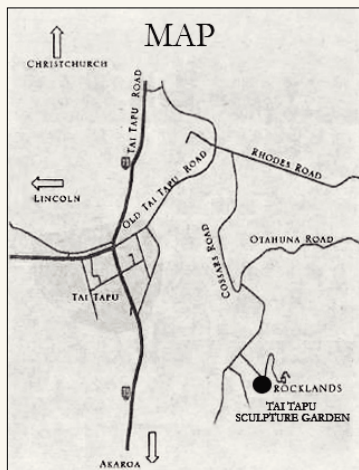 MAP
CHRISTCHURCH
TAI TAPU ROAD
OLD TAI TAPU ROAD
RHODES ROAD
LINCOLN
COSSARS ROAD
OTAHUNA ROAD
TAI TAPU
ROCKLANDS
TAI TAPU
SCULPTURE GARDEN
AKAROA